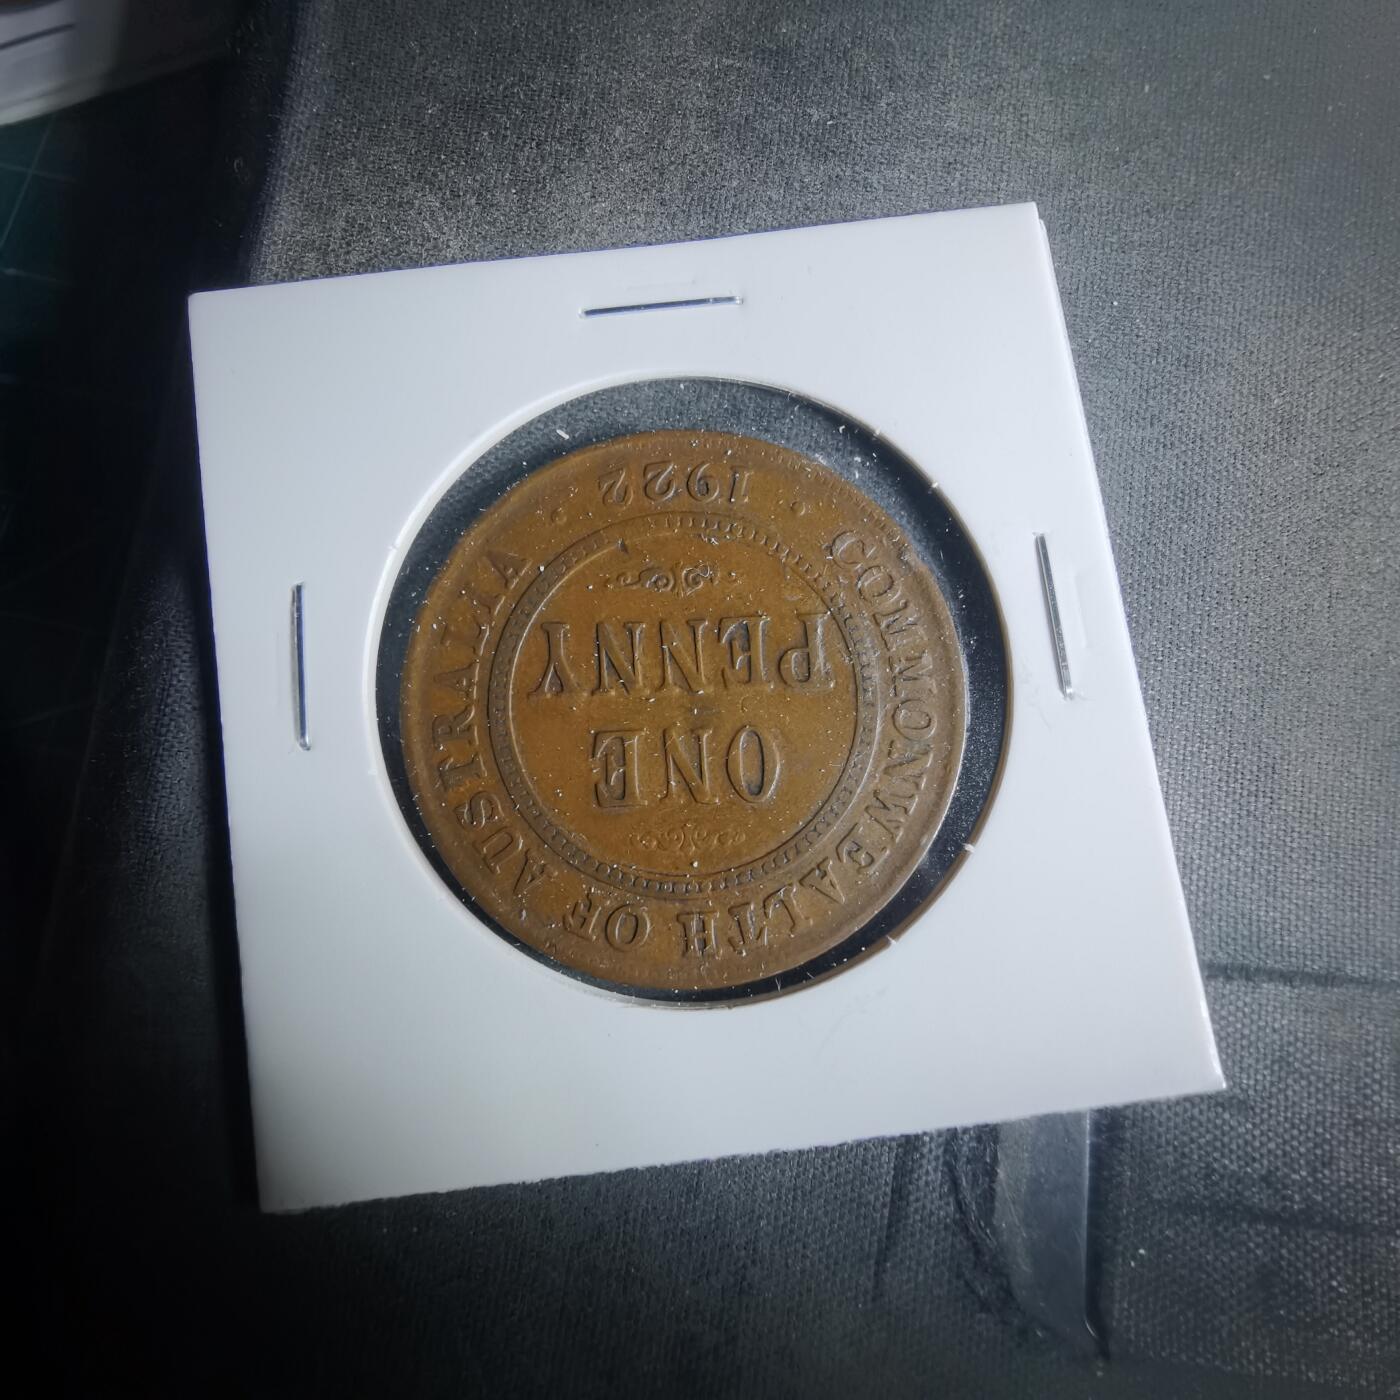 COMMONWEALTH OF AUSTRALIA
ONE
PENNY
1922